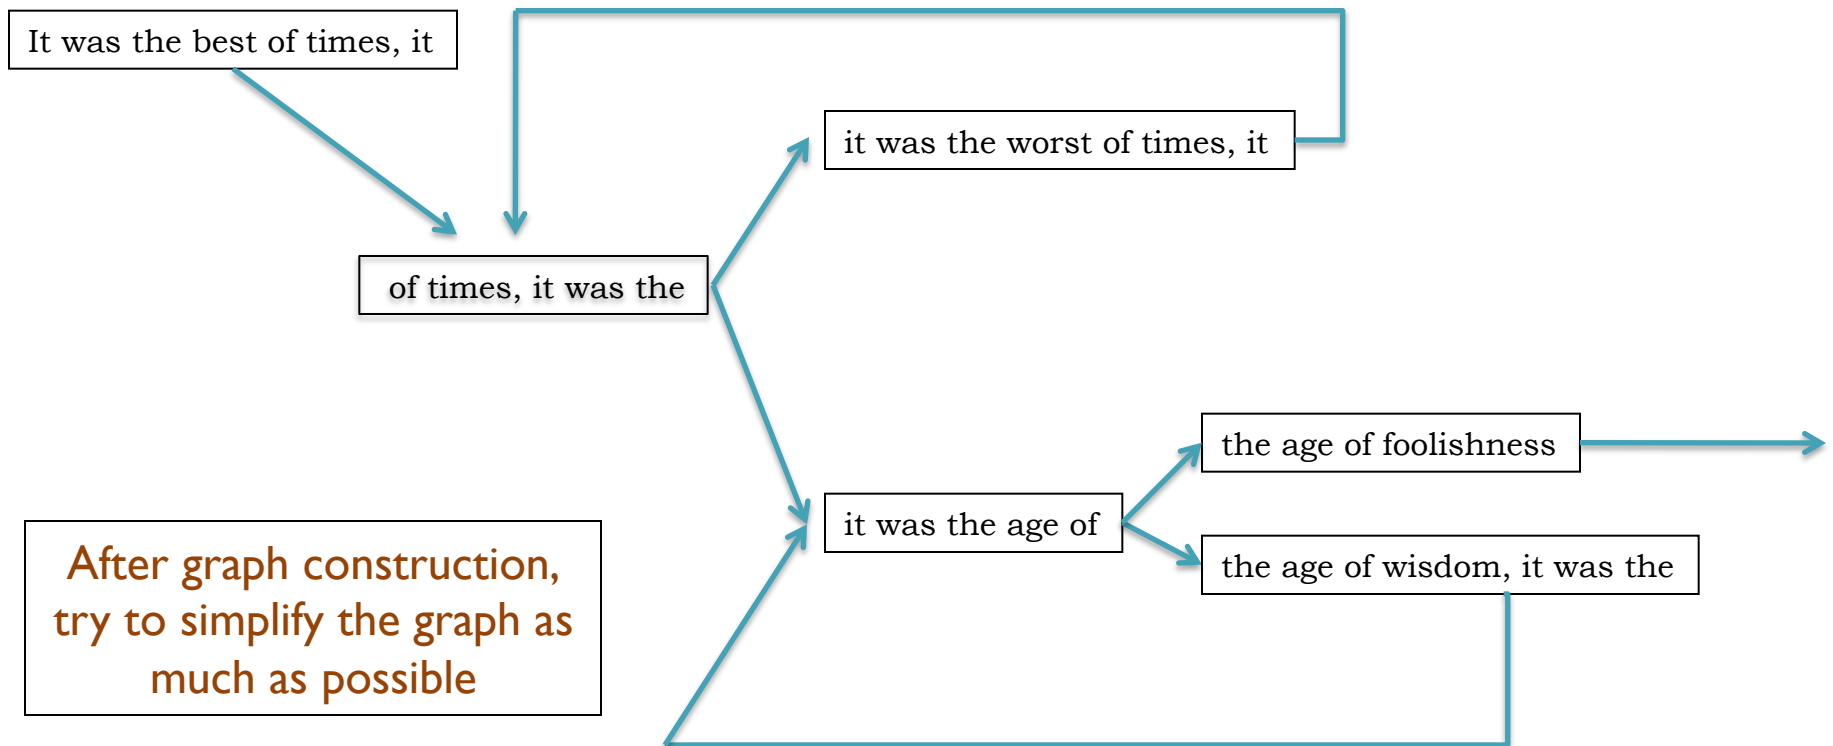 It was the best of times, it
it was the worst of times, it
of times, it was the
the age of foolishness
it was the age of
the age of wisdom, it was the
After graph construction,
try to simplify the graph as
much as possible